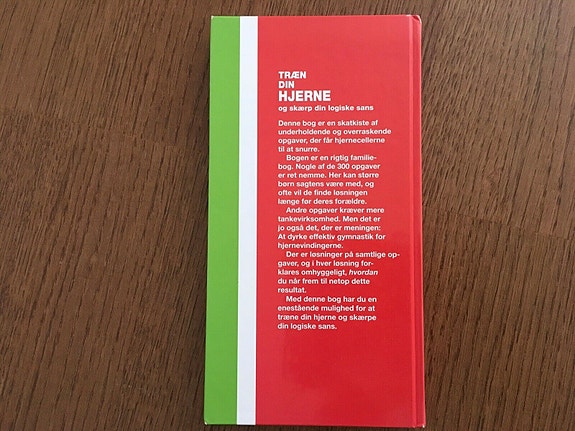 TRÆN
DIN
HJERNE
og skærp din logiske sans
Denne bog er en skatkiste af
underholdende og overraskende
opgaver, der får hjernecellerne
til at snurre.
Bogen er en rigtig familie-
bog. Nogle af de 300 opgaver
er ret nemme. Her kan større
børn sagtens være med, og
ofte vil de finde løsningen
længe før deres forældre.
Andre opgaver kræver mere
tankevirksomhed. Men det er
jo også det, der er meningen:
At dyrke effektiv gymnastik for
hjernevindingerne.
Der er løsninger på samtlige op-
gaver, og i hver løsning for-
klares omhyggeligt, hvordan
du når frem til netop dette
resultat.
Med denne bog har du en
enestående mulighed for at
træne din hjerne og skærpe
din logiske sans.